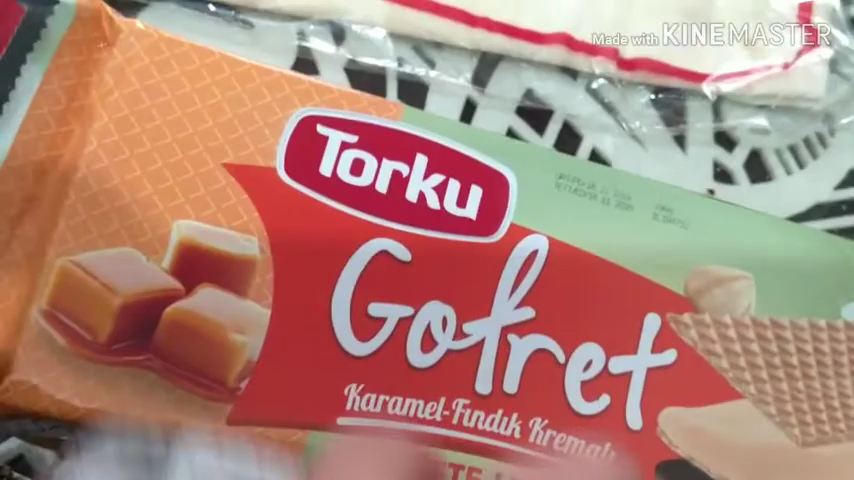 Made with KINEMASTER
Torku
Gofret
Karamel-Fındık Kremalı